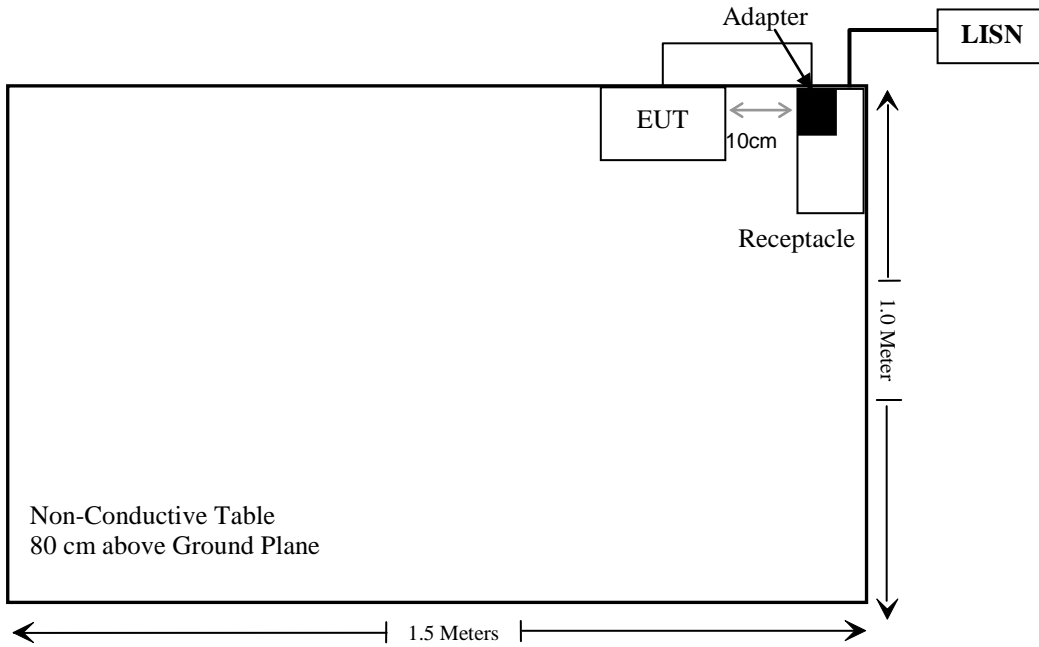 Adapter
LISN
EUT
10cm
Receptacle
1.0 Meter
Non-Conductive Table
80 cm above Ground Plane
1.5 Meters